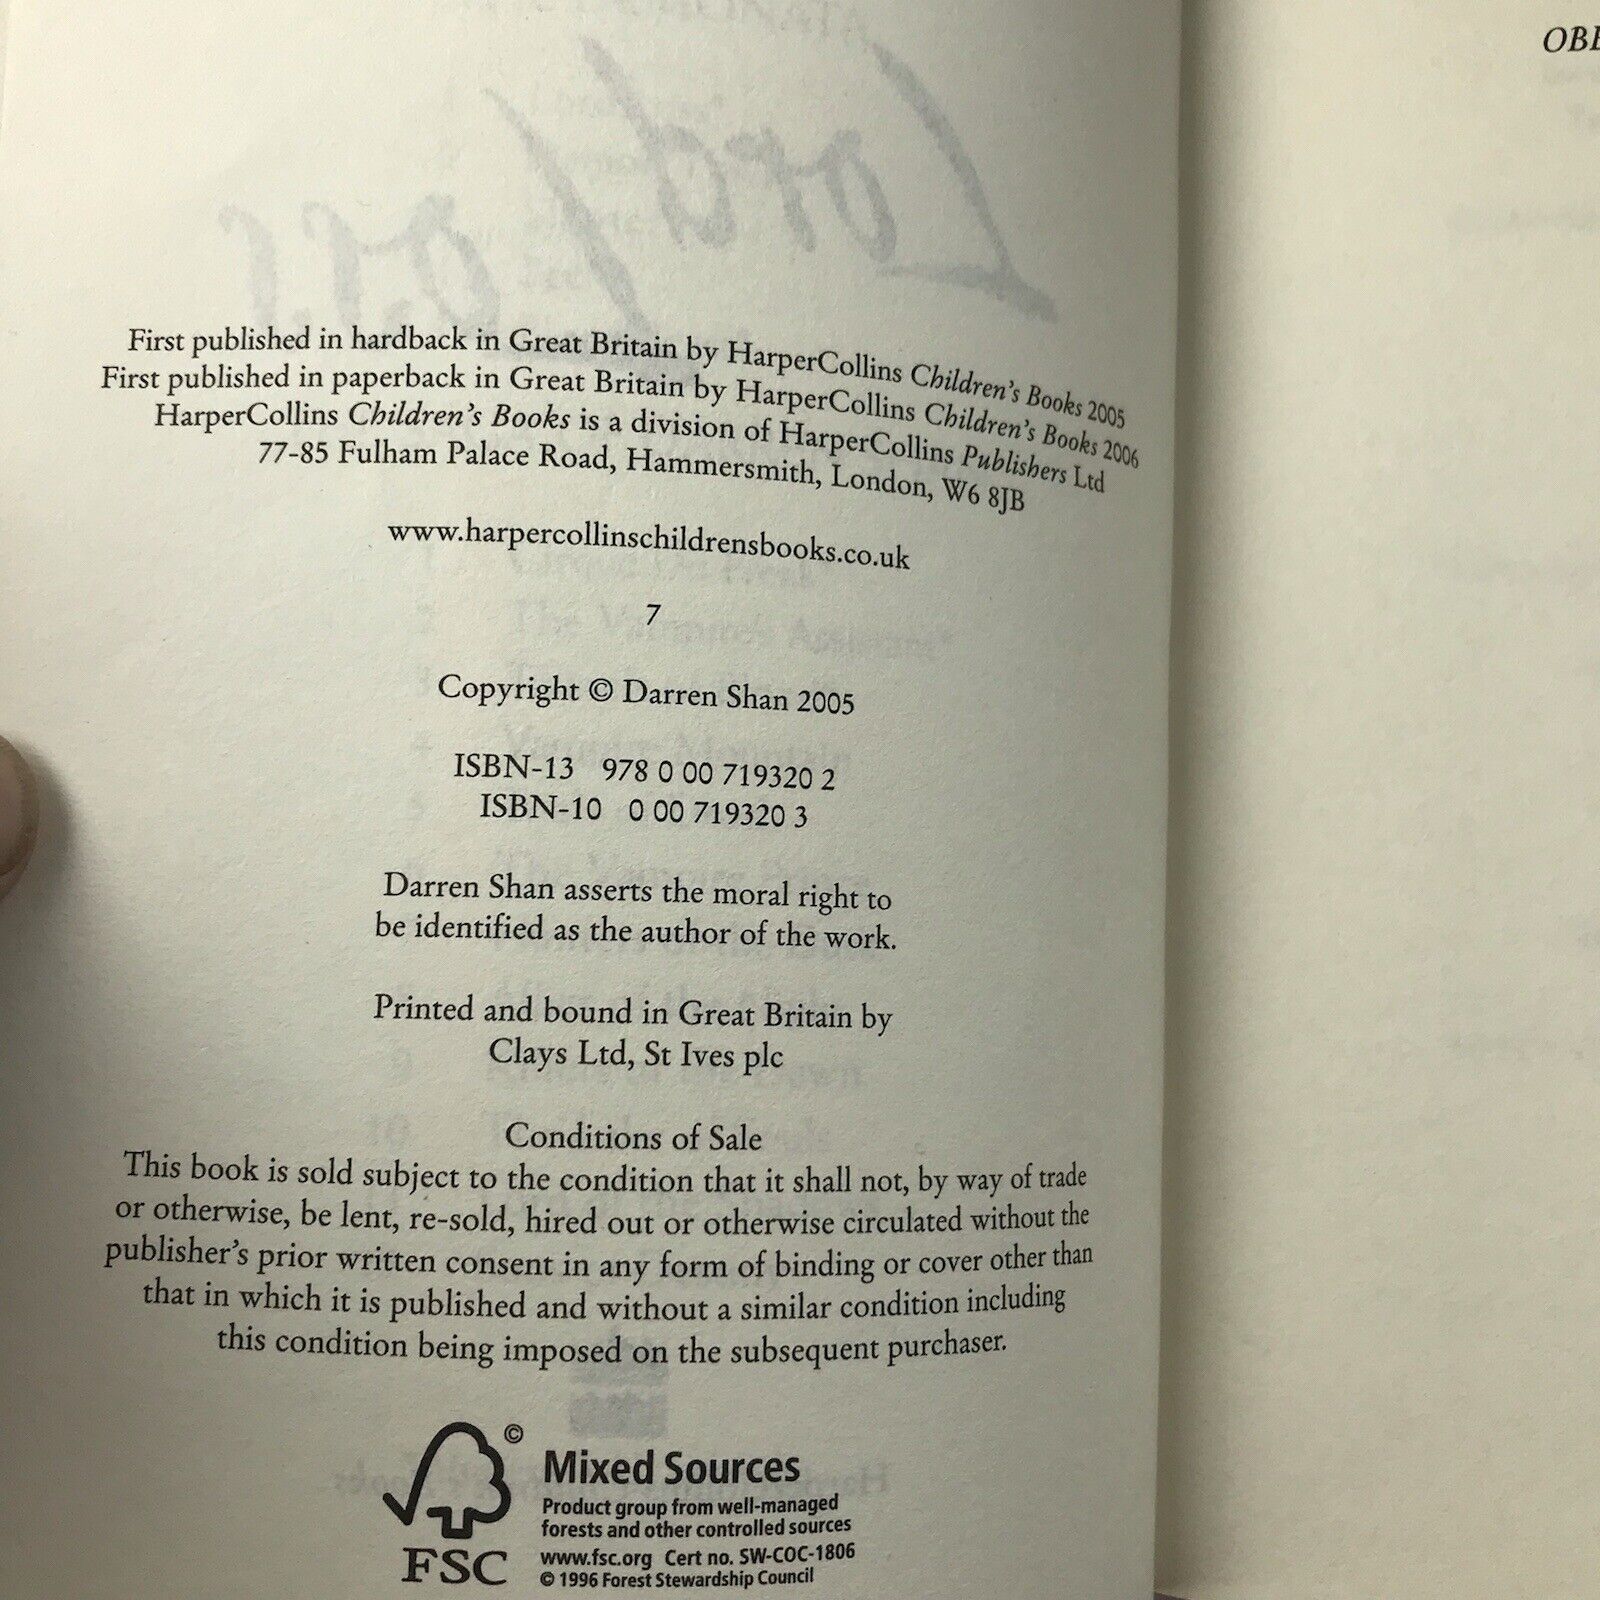 Lord Loss
First published in hardback in Great Britain by HarperCollins Children's Books 2005
First published in paperback in Great Britain by HarperCollins Children's Books 2006
HarperCollins Children's Books is a division of HarperCollins Publishers Ltd
77-85 Fulham Palace Road, Hammersmith, London, W6 8JB
www.harpercollinschildrensbooks.co.uk
7
Copyright © Darren Shan 2005
ISBN-13 978 0 00 719320 2
ISBN-10 0 00 719320 3
Darren Shan asserts the moral right to
be identified as the author of the work.
Printed and bound in Great Britain by
Clays Ltd, St Ives plc
Conditions of Sale
This book is sold subject to the condition that it shall not, by way of trade
or otherwise, be lent, re-sold, hired out or otherwise circulated without the
publisher's prior written consent in any form of binding or cover other than
that in which it is published and without a similar condition including
this condition being imposed on the subsequent purchaser.
©
FSC
Mixed Sources
Product group from well-managed
forests and other controlled sources
www.fsc.org Cert no. SW-COC-1806
© 1996 Forest Stewardship Council
OBE